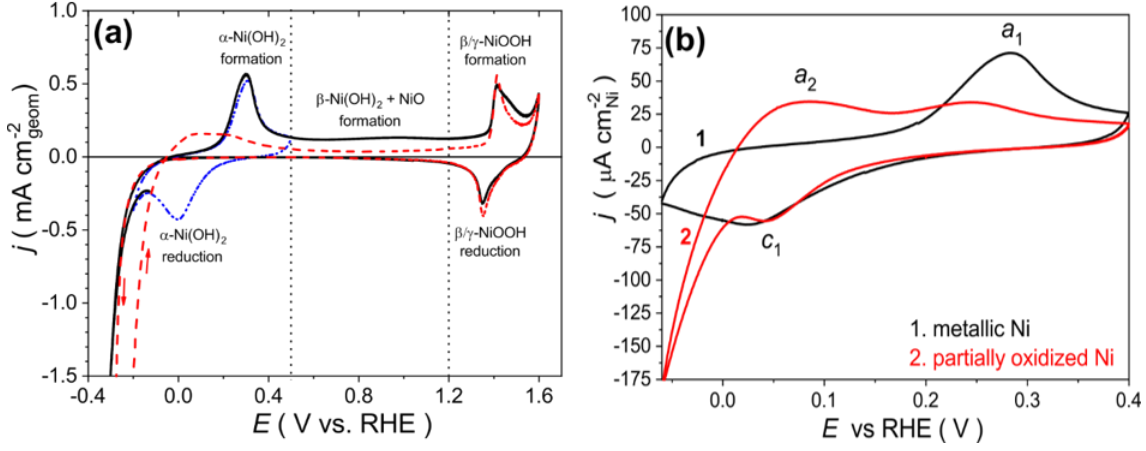 (a)
α-Ni(OH)₂
formation
β/γ-NiOOH
formation
β-Ni(OH)₂ + NiO
formation
α-Ni(OH)₂
reduction
β/γ-NiOOH
reduction
1.0
0.5
0.0
-0.5
-1.0
-1.5
j ( mA cm⁻²geom)
-0.4 0.0 0.4 0.8 1.2 1.6
E ( V vs. RHE )
(b)
a₁
a₂
1
2
c₁
1. metallic Ni
2. partially oxidized Ni
100
75
50
25
0
-25
-50
-75
-100
-125
-150
-175
j ( μA cm⁻²Ni)
0.0 0.1 0.2 0.3 0.4
E vs RHE ( V )